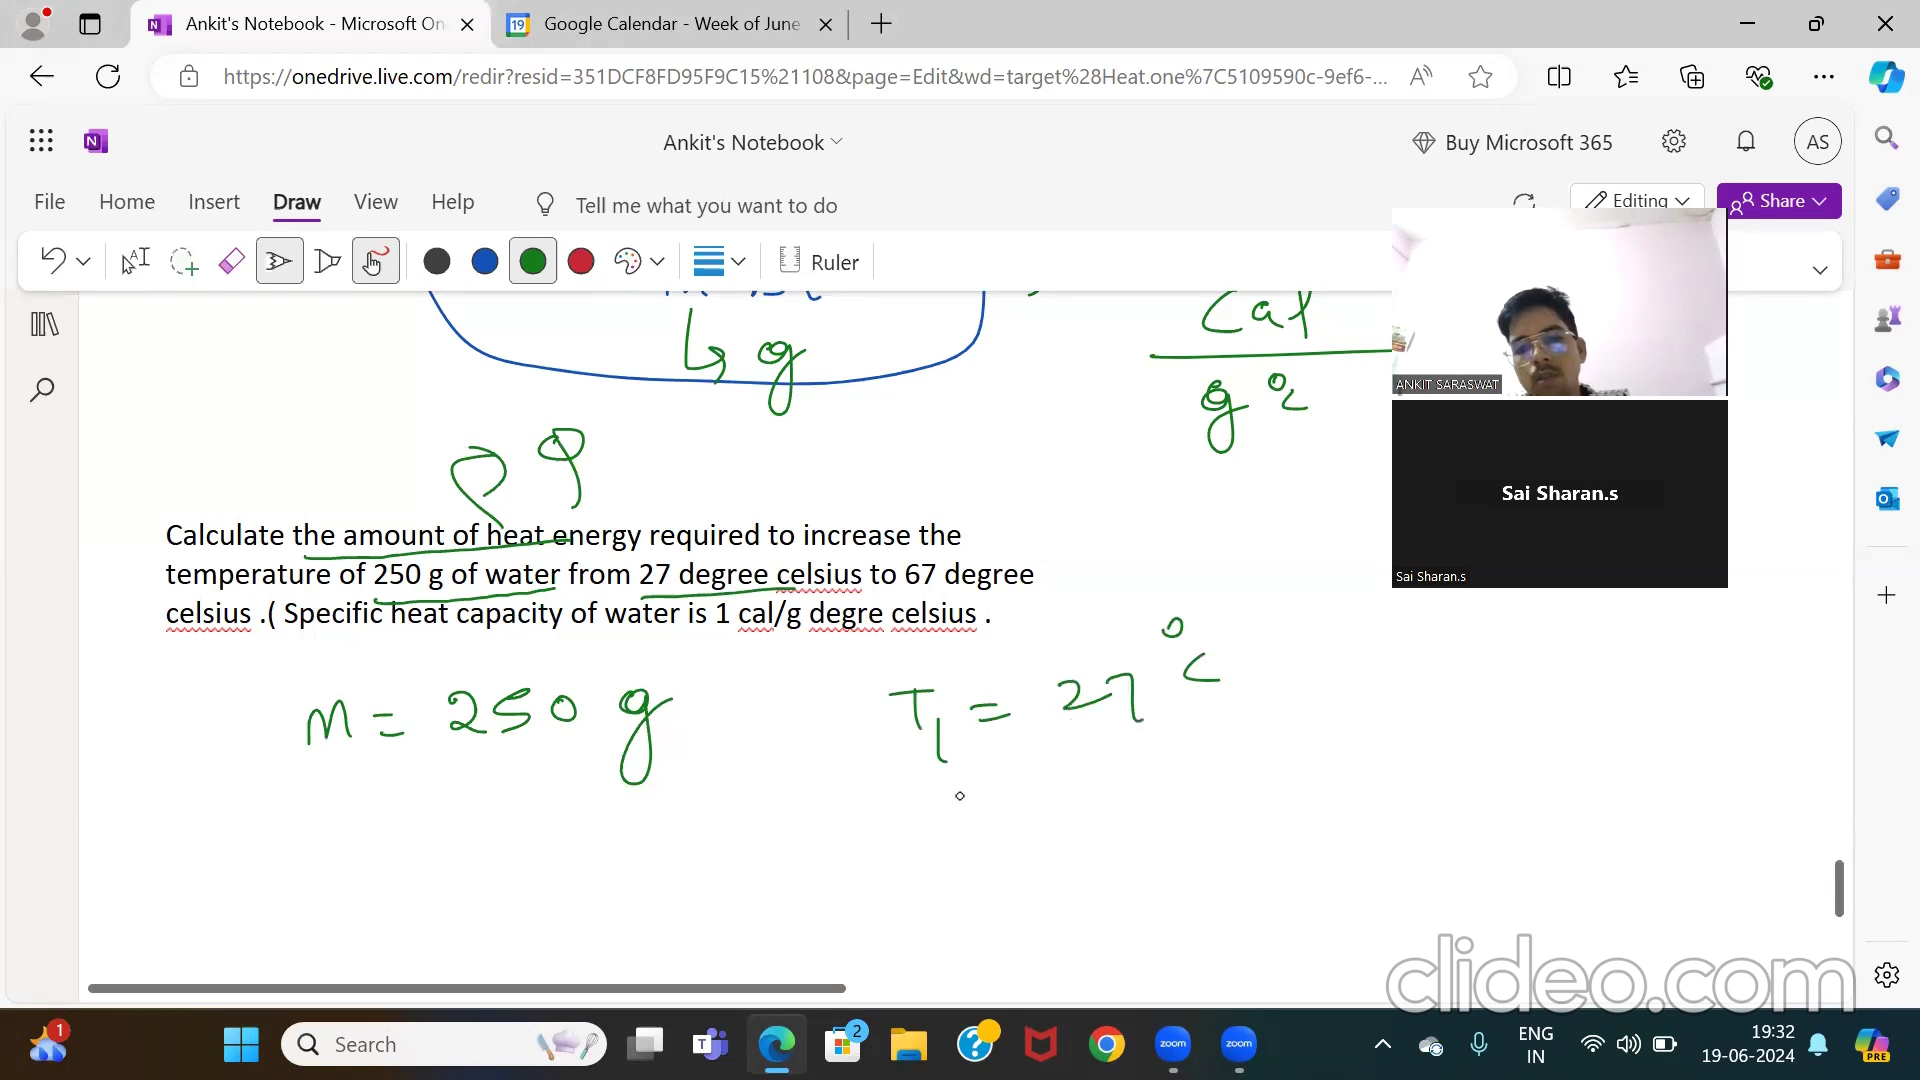 Ankit's Notebook - Microsoft On
Google Calendar - Week of June
https://onedrive.live.com/redir?resid=351DCF8FD95F9C15%21108&page=Edit&wd=target%28Heat.one%7C5109590c-9ef6-...
Ankit's Notebook
Buy Microsoft 365
AS
File Home Insert Draw View Help Tell me what you want to do
Editing
Share
Ruler
g
Cal
g
Calculate the amount of heat energy required to increase the
temperature of 250 g of water from 27 degree celsius to 67 degree
celsius .( Specific heat capacity of water is 1 cal/g degre celsius .
M = 250 g
T1 = 27 °C
ANKIT SARASWAT
Sai Sharan.s
Sai Sharan.s
clideo.com
1
Search
2
zoom
zoom
ENG
IN
19:32
19-06-2024
PRE